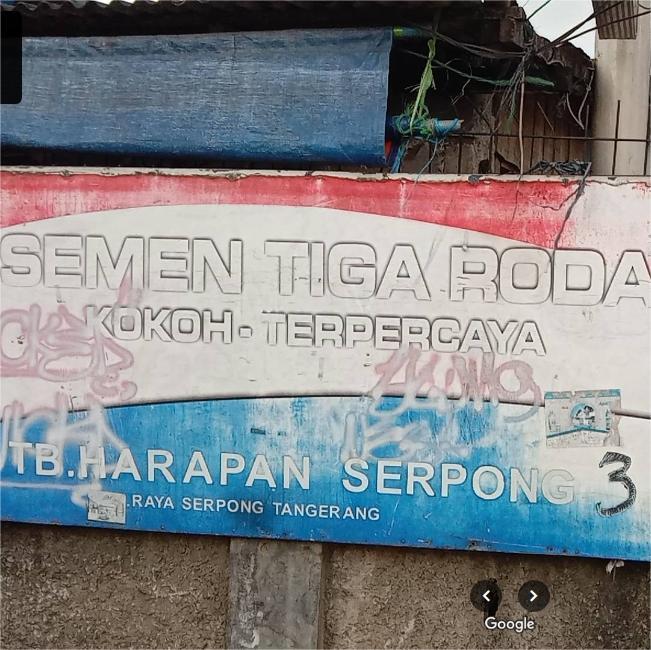 SEMEN TIGA RODA
KOKOH - TERPERCAYA
TB.HARAPAN SERPONG 3
.RAYA SERPONG TANGERANG
Google